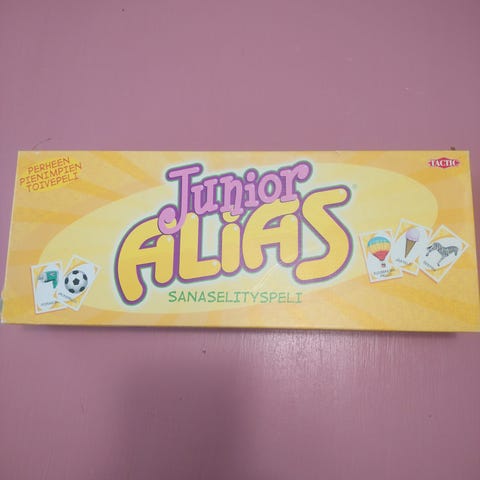 PERHEEN
PIENIMPIEN
TOIVEPELI
TACTIC
Junior
ALIAS
SANASELITYSPELI